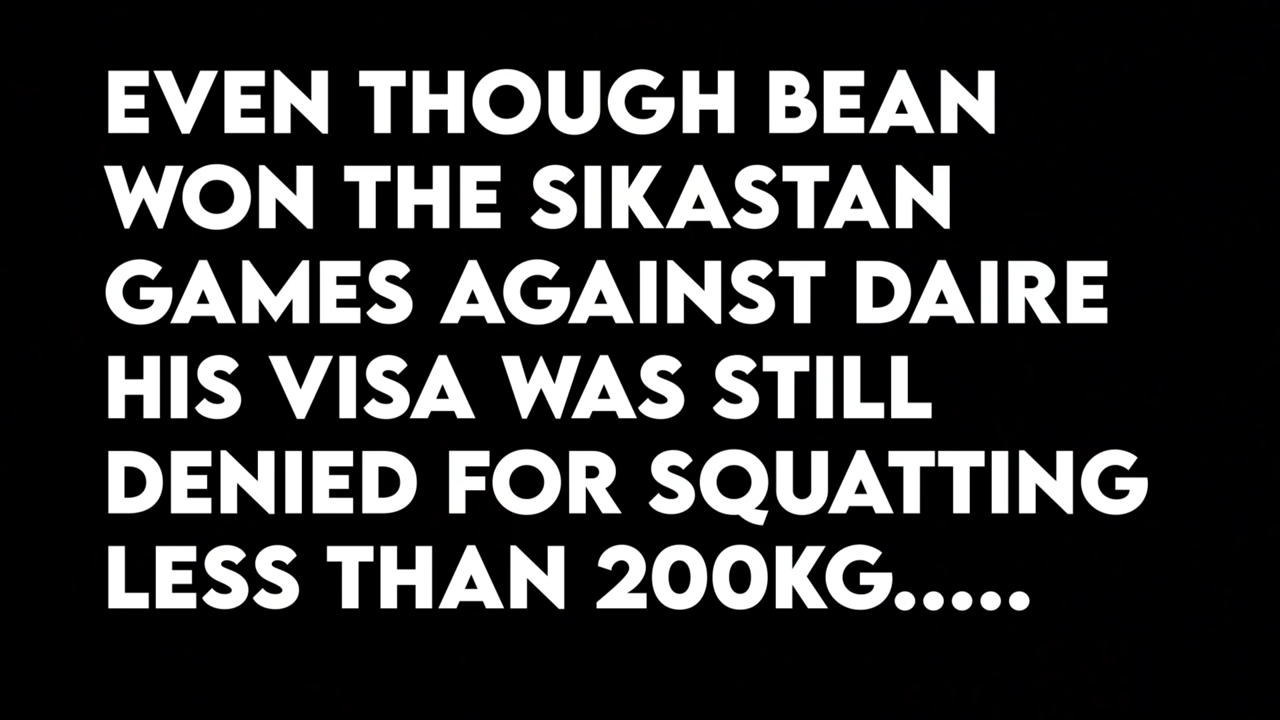 EVEN THOUGH BEAN
WON THE SIKASTAN
GAMES AGAINST DAIRE
HIS VISA WAS STILL
DENIED FOR SQUATTING
LESS THAN 200KG.....